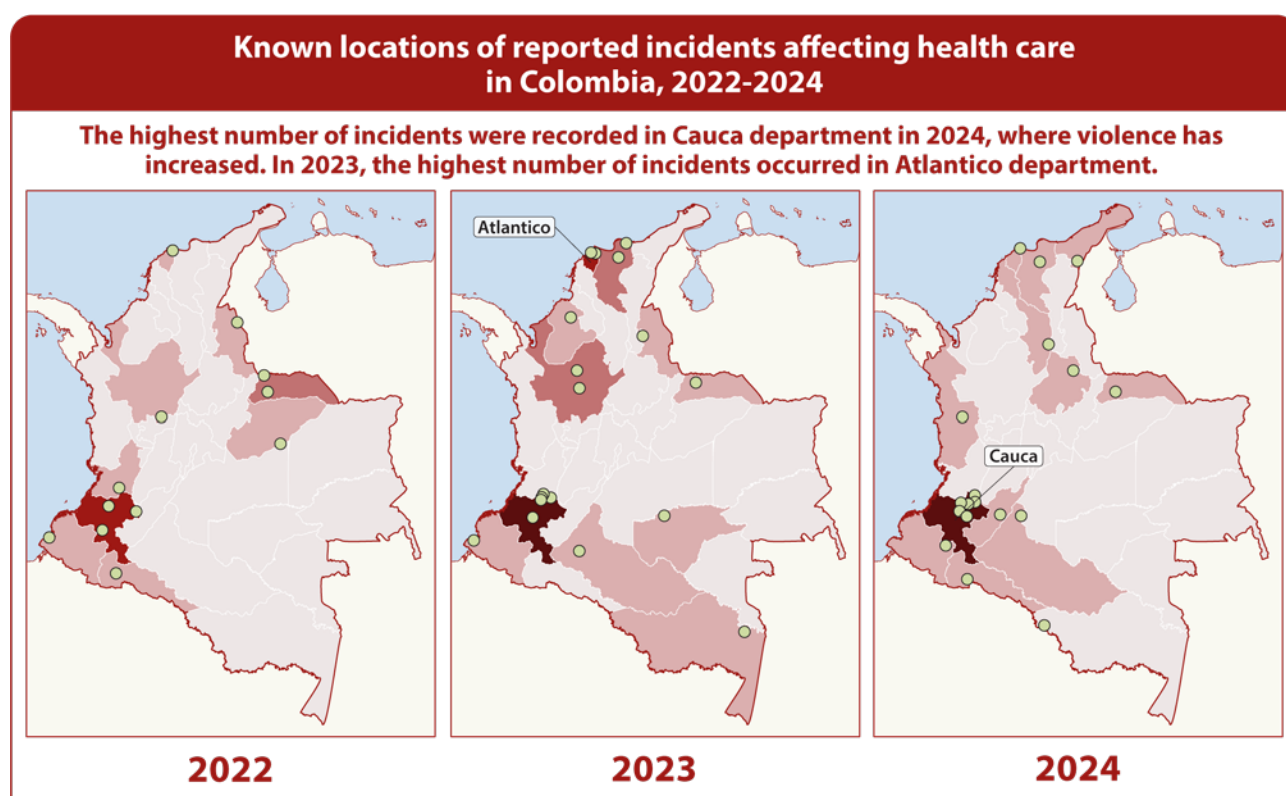 Known locations of reported incidents affecting health care
in Colombia, 2022-2024
The highest number of incidents were recorded in Cauca department in 2024, where violence has
increased. In 2023, the highest number of incidents occurred in Atlantico department.
Atlantico
Cauca
2022
2023
2024